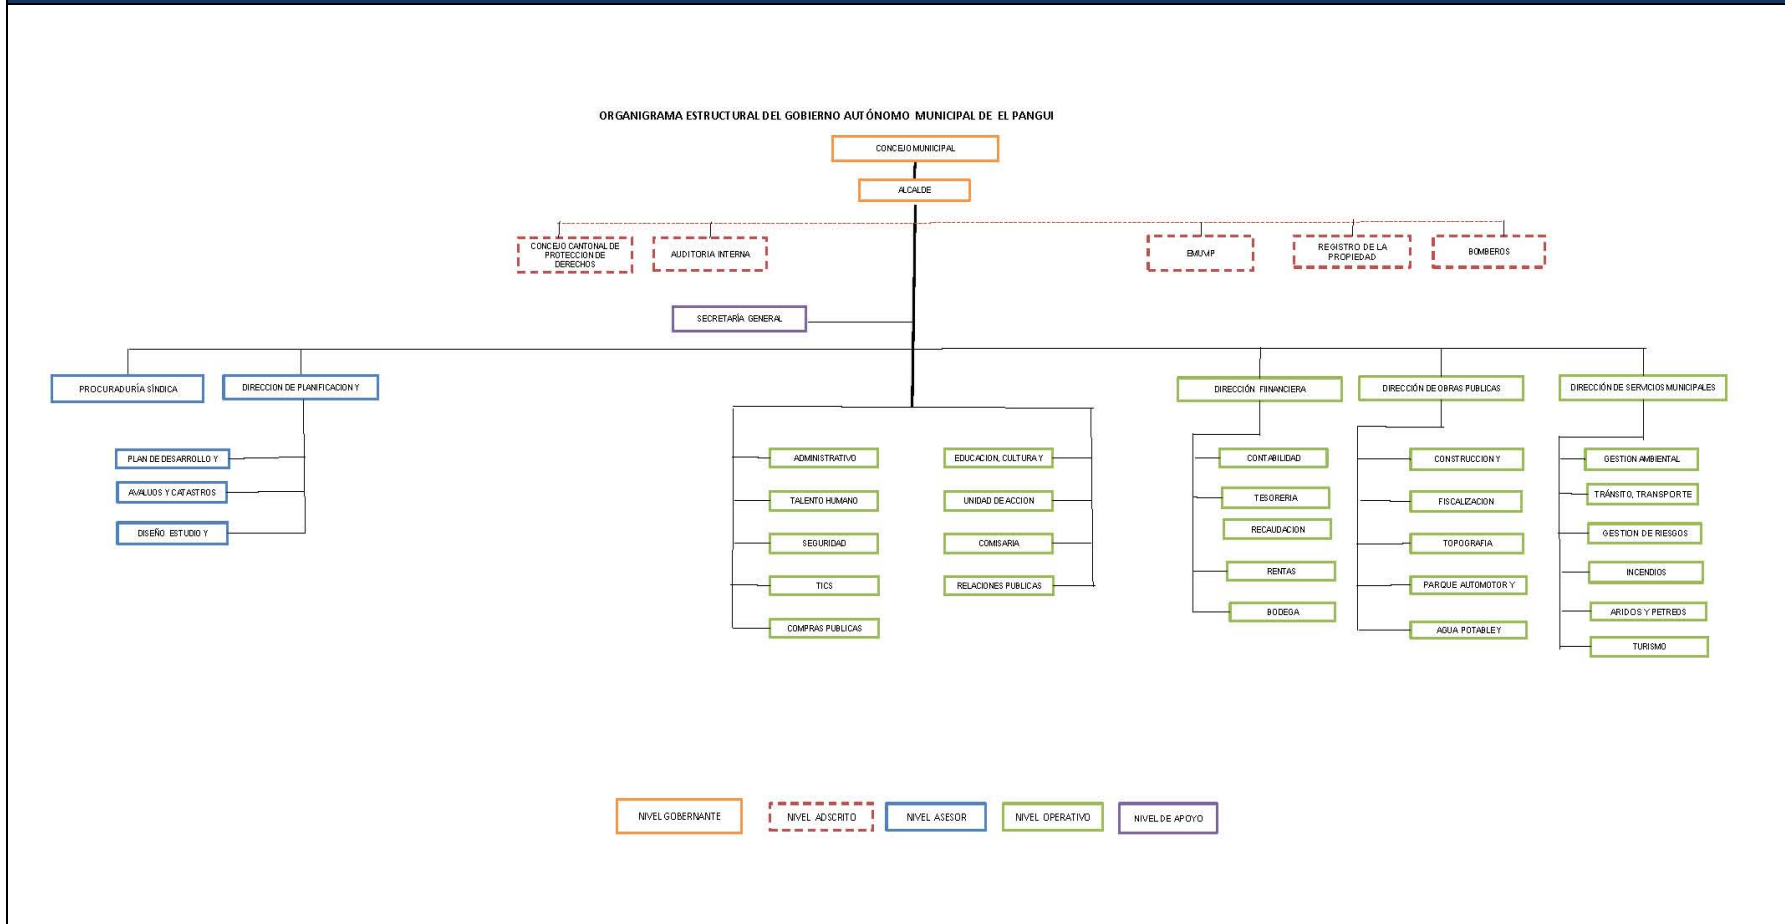 ORGANIGRAMA ESTRUCTURAL DEL GOBIERNO AUTÓNOMO MUNICIPAL DE EL PANGUI
CONCEJO MUNIICIPAL
ALCALDE
CONCEJO CANTONAL DE
PROTECCION DE
DERECHOS
AUDITORIA INTERNA
EMUVIP
REGISTRO DE LA
PROPIEDAD
BOMBEROS
SECRETARÍA GENERAL
PROCURADURÍA SÍNDICA
DIRECCION DE PLANIFICACION Y
DIRECCIÓN FIINANCIERA
DIRECCIÓN DE OBRAS PUBLICAS
DIRECCIÓN DE SERVICIOS MUNICIPALES
PLAN DE DESARROLLO Y
AVALUOS Y CATASTROS
DISEÑO ESTUDIO Y
ADMINISTRATIVO
TALENTO HUMANO
SEGURIDAD
TICS
COMPRAS PUBLICAS
EDUCACION, CULTURA Y
UNIDAD DE ACCION
COMISARIA
RELACIONES PUBLICAS
CONTABILIDAD
TESORERIA
RECAUDACION
RENTAS
BODEGA
CONSTRUCCION Y
FISCALIZACION
TOPOGRAFIA
PARQUE AUTOMOTOR Y
AGUA POTABLE Y
GESTION AMBIENTAL
TRÁNSITO, TRANSPORTE
GESTION DE RIESGOS
INCENDIOS
ARIDOS Y PETREOS
TURISMO
NIVEL GOBERNANTE
NIVEL ADSCRITO
NIVEL ASESOR
NIVEL OPERATIVO
NIVEL DE APOYO